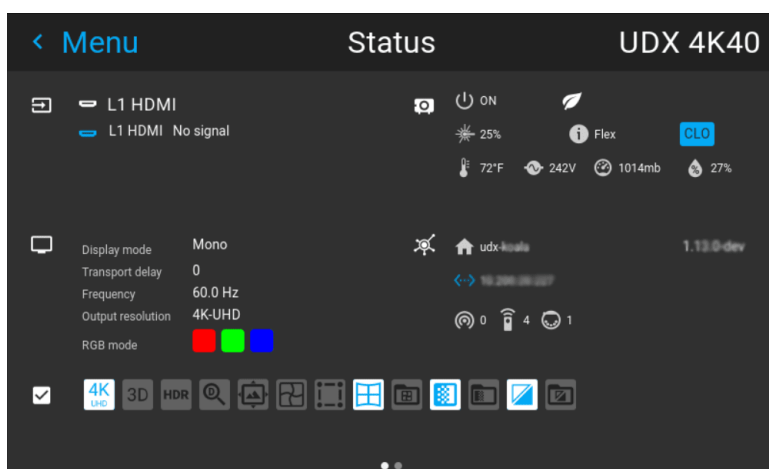 Menu
Status
UDX 4K40
L1 HDMI
L1 HDMI No signal
ON
25%
Flex
CLO
72°F
242V
1014mb
27%
Display mode Mono
Transport delay 0
Frequency 60.0 Hz
Output resolution 4K-UHD
RGB mode
udx-
0
4
1
4K
UHD
3D
HDR
D